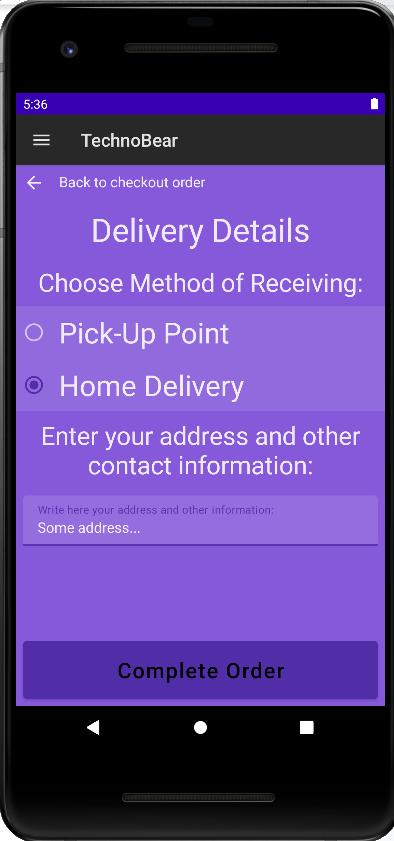 5:36
TechnoBear
Back to checkout order
Delivery Details
Choose Method of Receiving:
Pick-Up Point
Home Delivery
Enter your address and other
contact information:
Write here your address and other information:
Some address...
Complete Order